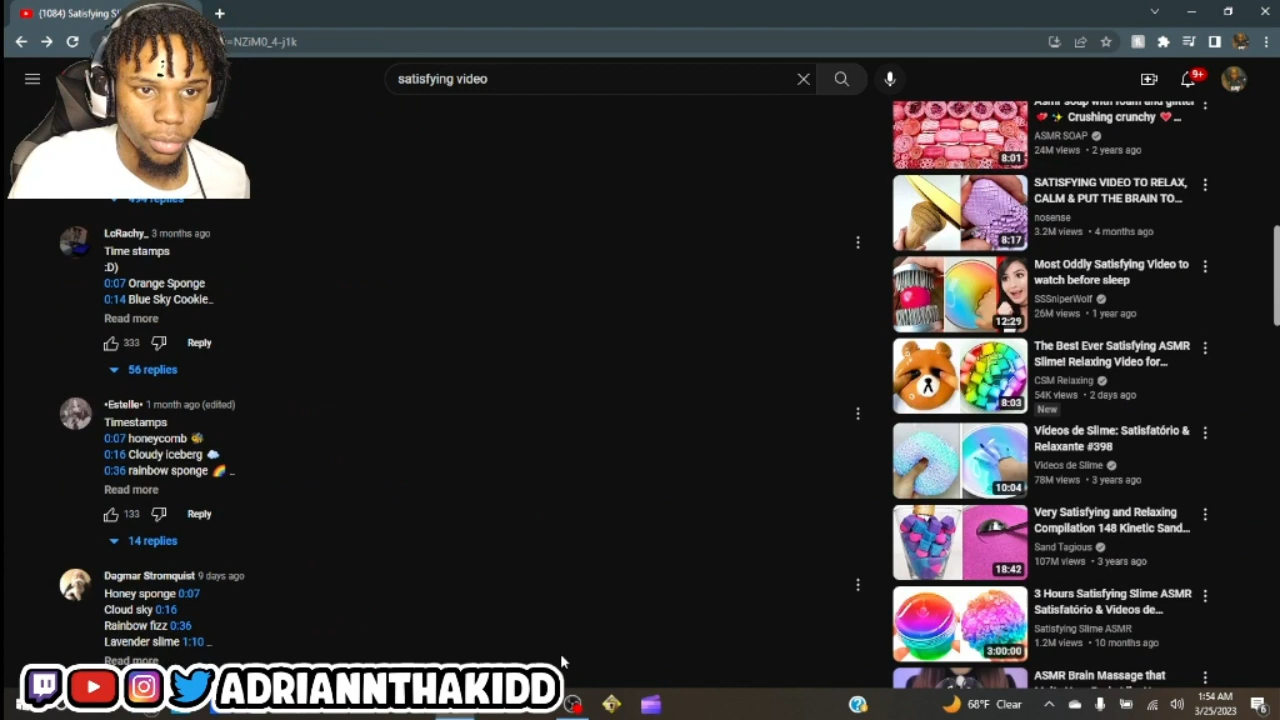 (1084) Satisfying S
=NZiM0_4-j1k
satisfying video
9+
494 replies
LcRachy_ 3 months ago
Time stamps
:D)
0:07 Orange Sponge
0:14 Blue Sky Cookie...
Read more
333
Reply
56 replies
•Estelle• 1 month ago (edited)
Timestamps
0:07 honeycomb 🐝
0:16 Cloudy iceberg ☁️
0:36 rainbow sponge 🌈 ...
Read more
133
Reply
14 replies
Dagmar Stromquist 9 days ago
Honey sponge 0:07
Cloud sky 0:16
Rainbow fizz 0:36
Lavender slime 1:10 ...
Read more
Asmr soap with foam and glitter
💓 ✨ Crushing crunchy ❤️ ...
ASMR SOAP
24M views • 2 years ago
8:01
SATISFYING VIDEO TO RELAX,
CALM & PUT THE BRAIN TO...
nosense
3.2M views • 4 months ago
8:17
Most Oddly Satisfying Video to
watch before sleep
SSSniperWolf
26M views • 1 year ago
12:29
The Best Ever Satisfying ASMR
Slime! Relaxing Video for...
CSM Relaxing
54K views • 2 days ago
New
8:03
Vídeos de Slime: Satisfatório &
Relaxante #398
Vídeos de Slime
78M views • 3 years ago
10:04
Very Satisfying and Relaxing
Compilation 148 Kinetic Sand...
Sand Tagious
107M views • 3 years ago
18:42
3 Hours Satisfying Slime ASMR
Satisfatório & Vídeos de...
Satisfying Slime ASMR
1.2M views • 10 months ago
3:00:00
ASMR Brain Massage that
ADRIANNTHAKIDD
68°F Clear
1:54 AM
3/25/2023
6